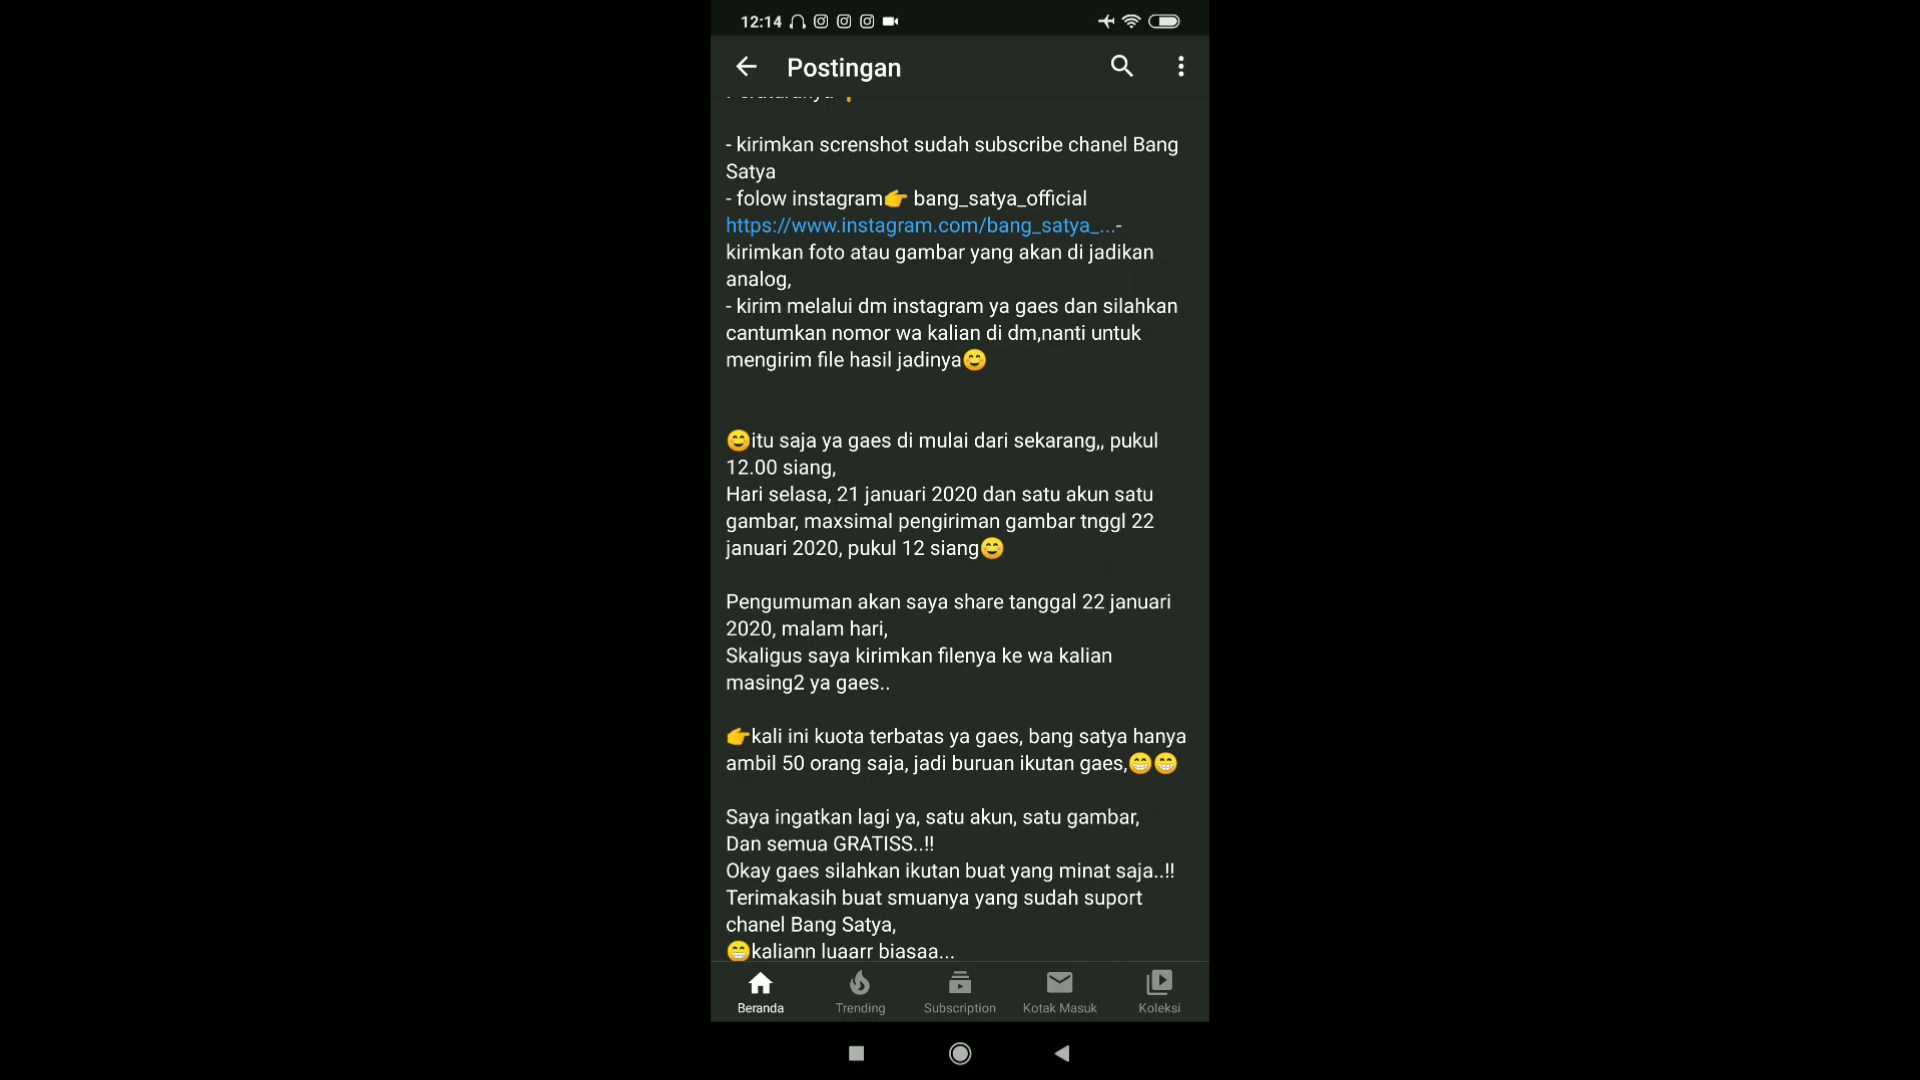 12:14
Postingan
- kirimkan screnshot sudah subscribe chanel Bang
Satya
- folow instagram👉 bang_satya_official
https://www.instagram.com/bang_satya_...-
kirimkan foto atau gambar yang akan di jadikan
analog,
- kirim melalui dm instagram ya gaes dan silahkan
cantumkan nomor wa kalian di dm,nanti untuk
mengirim file hasil jadinya😊
😊itu saja ya gaes di mulai dari sekarang,, pukul
12.00 siang,
Hari selasa, 21 januari 2020 dan satu akun satu
gambar, maxsimal pengiriman gambar tnggl 22
januari 2020, pukul 12 siang😊
Pengumuman akan saya share tanggal 22 januari
2020, malam hari,
Skaligus saya kirimkan filenya ke wa kalian
masing2 ya gaes..
👉kali ini kuota terbatas ya gaes, bang satya hanya
ambil 50 orang saja, jadi buruan ikutan gaes,😁😁
Saya ingatkan lagi ya, satu akun, satu gambar,
Dan semua GRATISS..!!
Okay gaes silahkan ikutan buat yang minat saja..!!
Terimakasih buat smuanya yang sudah suport
chanel Bang Satya,
😁kaliann luaarr biasaa...
Beranda
Trending
Subscription
Kotak Masuk
Koleksi